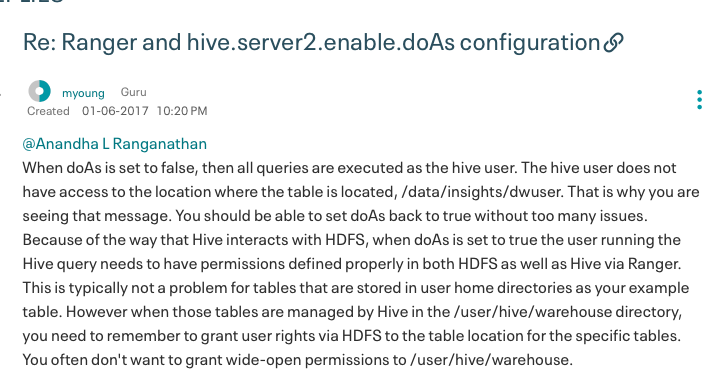 Re: Ranger and hive.server2.enable.doAs configuration
myoung Guru
Created 01-06-2017 10:20 PM
@Anandha L Ranganathan
When doAs is set to false, then all queries are executed as the hive user. The hive user does not
have access to the location where the table is located, /data/insights/dwuser. That is why you are
seeing that message. You should be able to set doAs back to true without too many issues.
Because of the way that Hive interacts with HDFS, when doAs is set to true the user running the
Hive query needs to have permissions defined properly in both HDFS as well as Hive via Ranger.
This is typically not a problem for tables that are stored in user home directories as your example
table. However when those tables are managed by Hive in the /user/hive/warehouse directory,
you need to remember to grant user rights via HDFS to the table location for the specific tables.
You often don't want to grant wide-open permissions to /user/hive/warehouse.